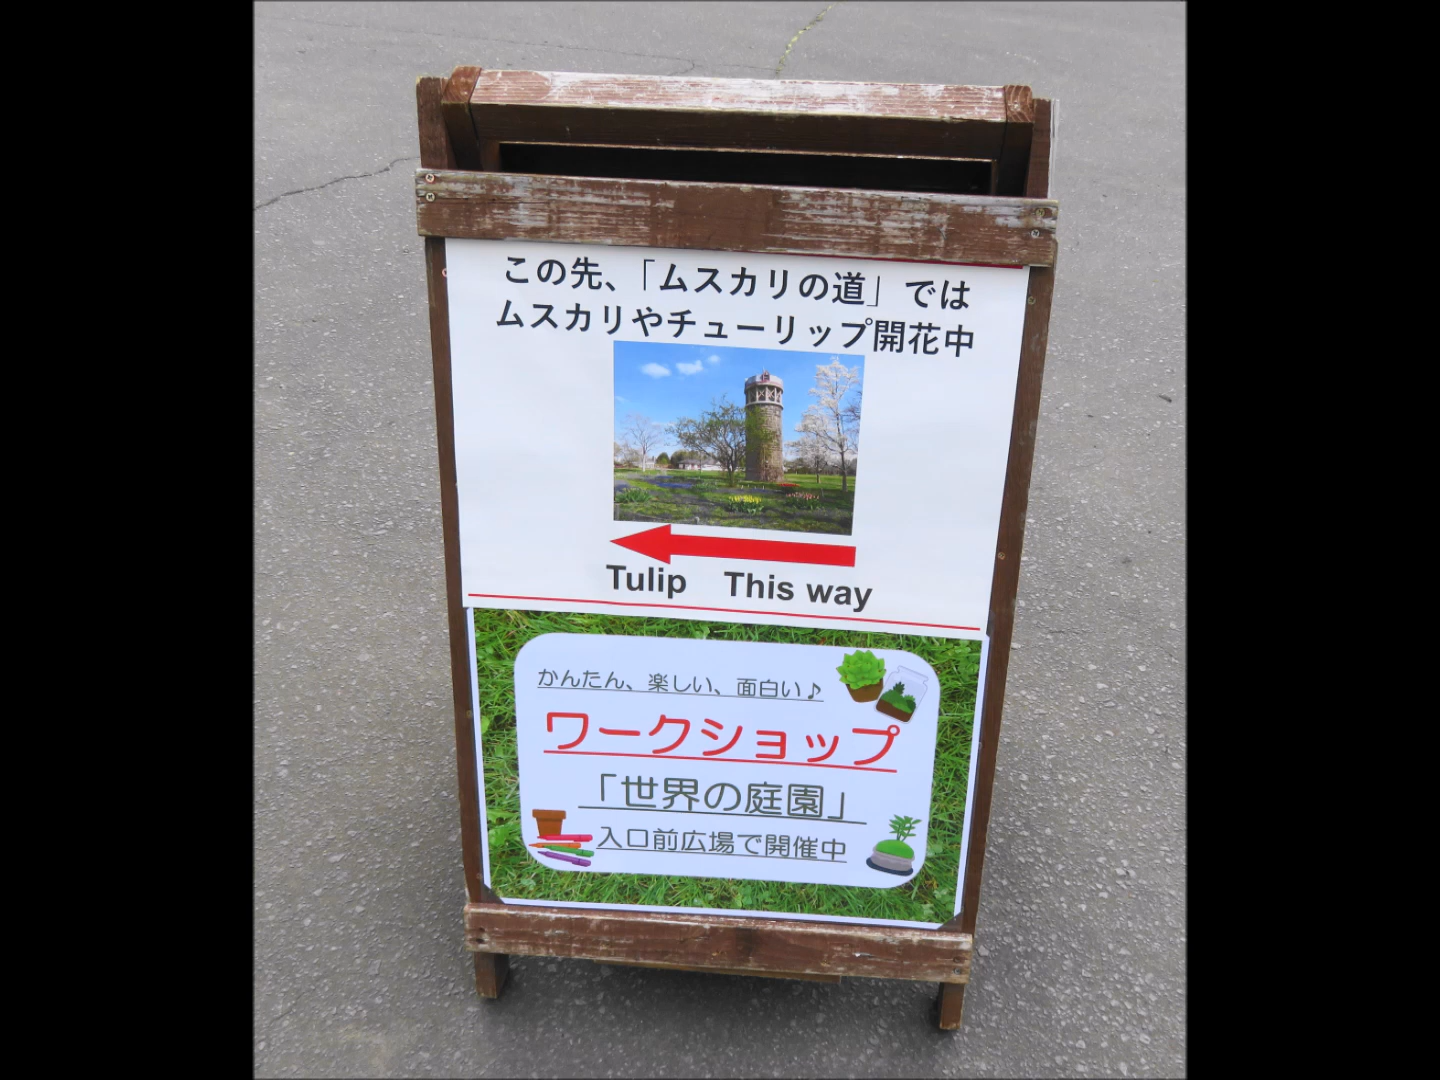 この先、「ムスカリの道」では
ムスカリやチューリップ開花中
Tulip This way
かんたん、楽しい、面白い♪
ワークショップ
「世界の庭園」
入口前広場で開催中